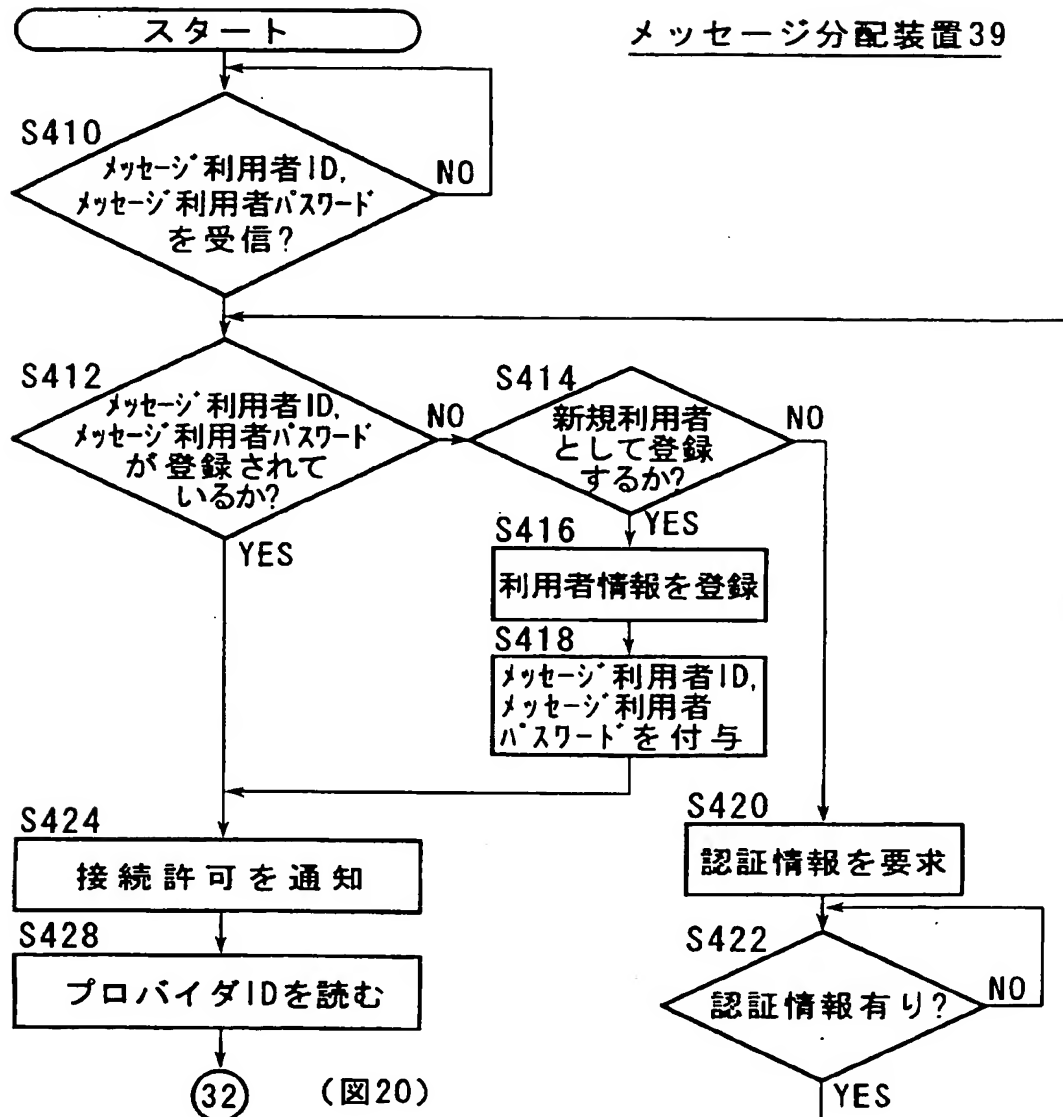 スタート
メッセージ分配装置39
S410
メッセージ利用者ID,
メッセージ利用者パスワード
を受信?
NO
S412
メッセージ利用者ID,
メッセージ利用者パスワード
が登録されて
いるか?
NO
YES
S414
新規利用者
として登録
するか?
NO
YES
S416
利用者情報を登録
S418
メッセージ利用者ID,
メッセージ利用者
パスワードを付与
S424
接続許可を通知
S428
プロバイダIDを読む
32
(図20)
S420
認証情報を要求
S422
認証情報有り?
NO
YES